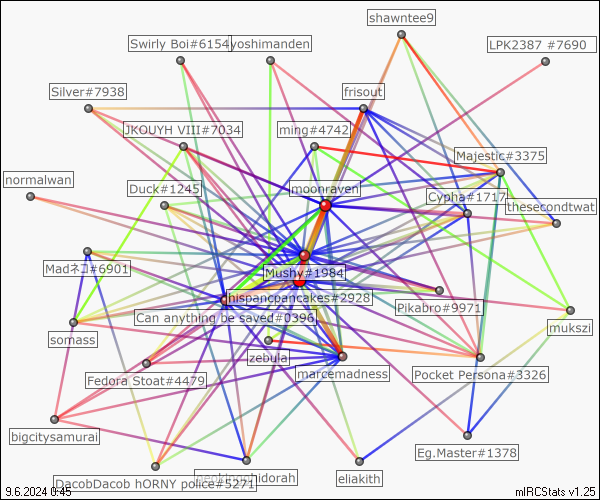 shawntee9
Swirly Boi#6154
yoshimanden
LPK2387 #7690
Silver#7938
frisout
JKOUYH VIII#7034
ming#4742
Majestic#3375
normalwan
Duck#1245
moonraven
Cypha#1717
thesecondtwat
Mushy#1984
Madネコ#6901
hispancpancakes#2928
Pikabro#9971
Can anything be saved#0396
mukszi
somass
zebula
marcemadness
Fedora Stoat#4479
Pocket Persona#3326
bigcitysamurai
Eg.Master#1378
eliakith
DacobDacob hORNY police#5271
9.6.2024 0:45
mIRCStats v1.25